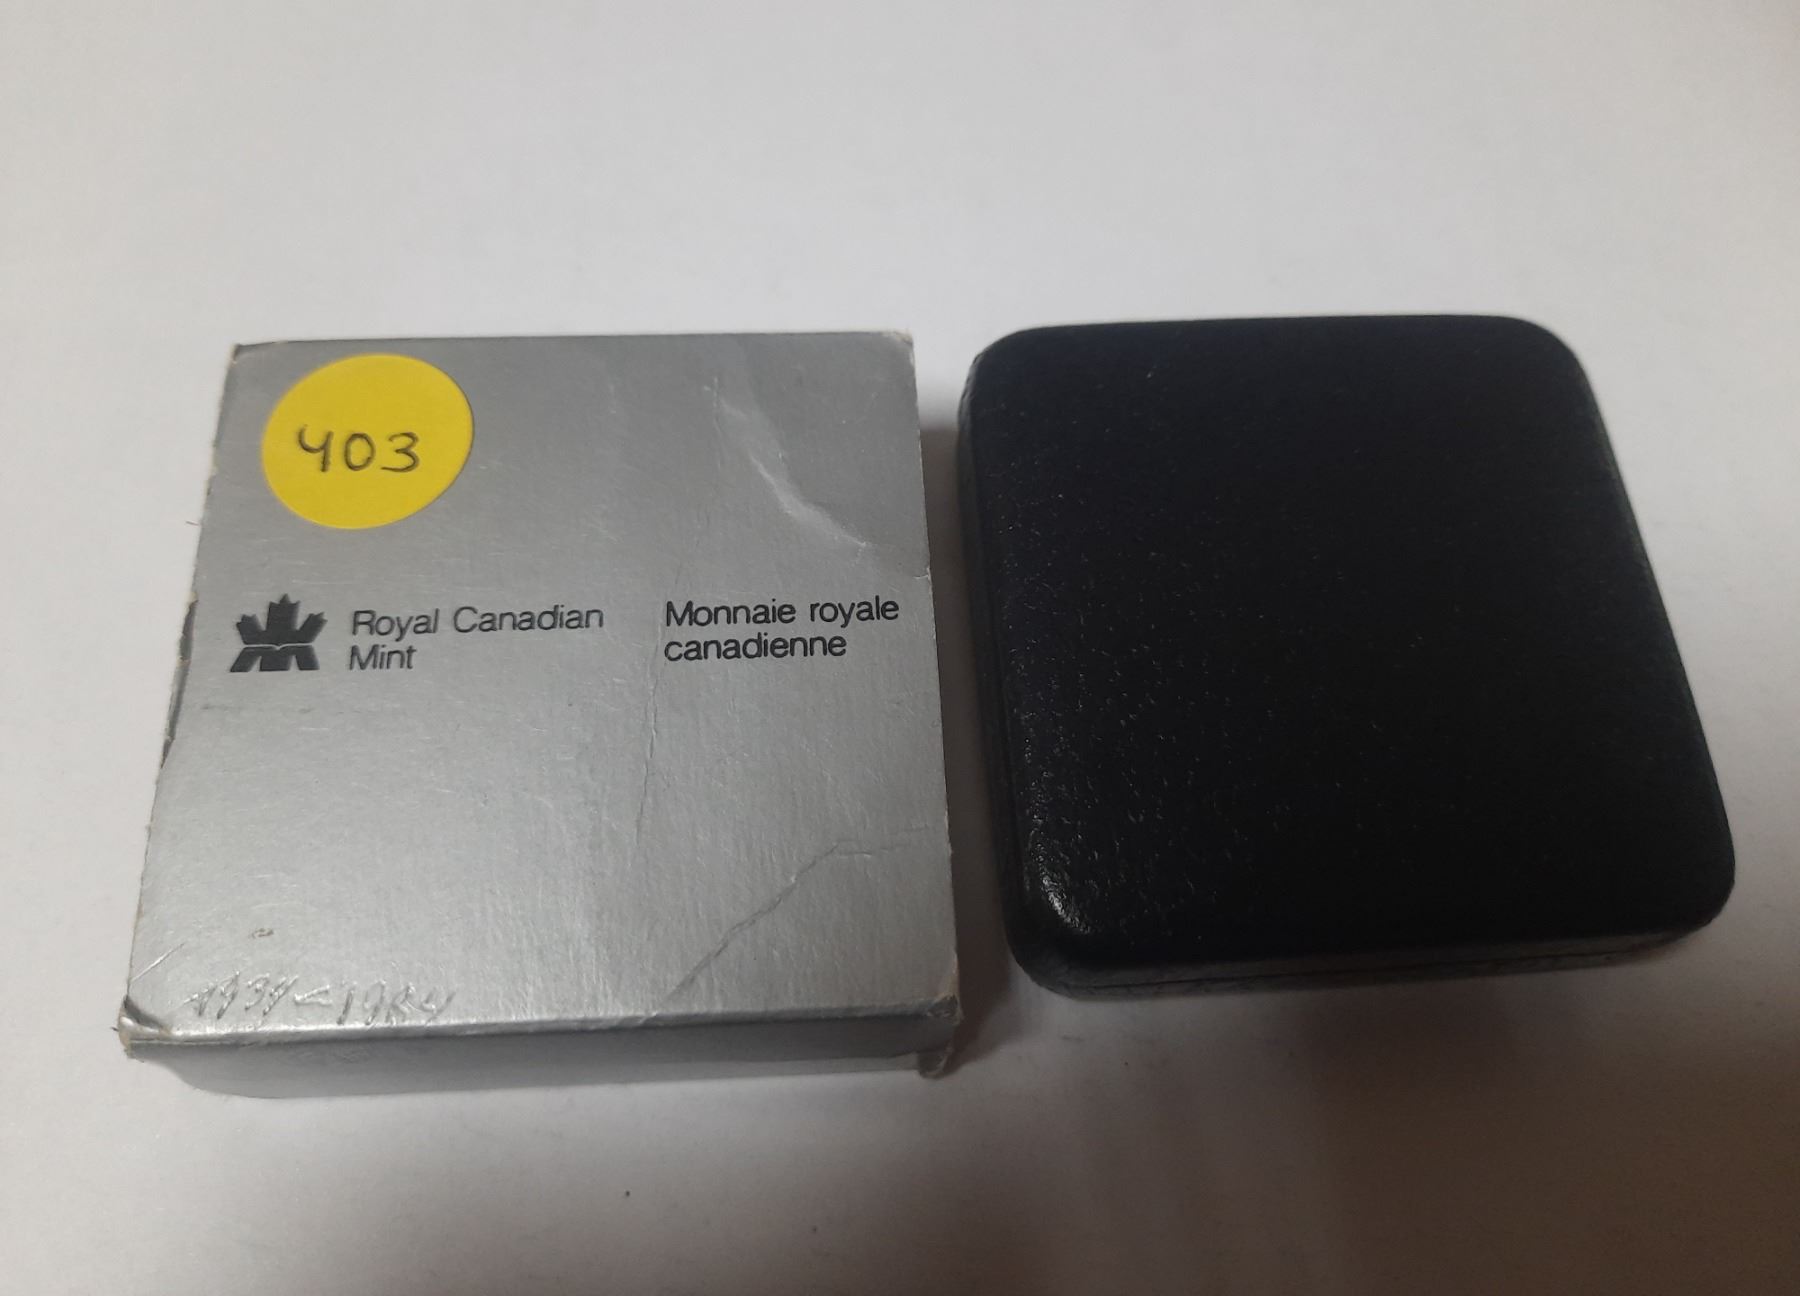 403
Royal Canadian
Mint
Monnaie royale
canadienne